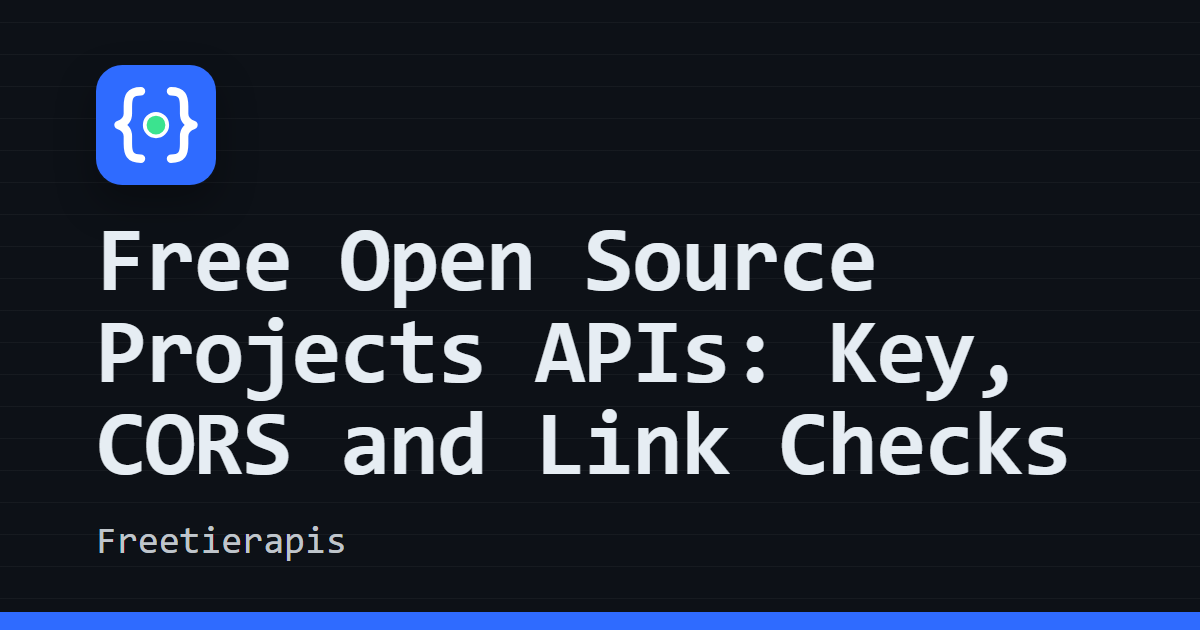 Free Open Source
Projects APIs: Key,
CORS and Link Checks
Freetierapis